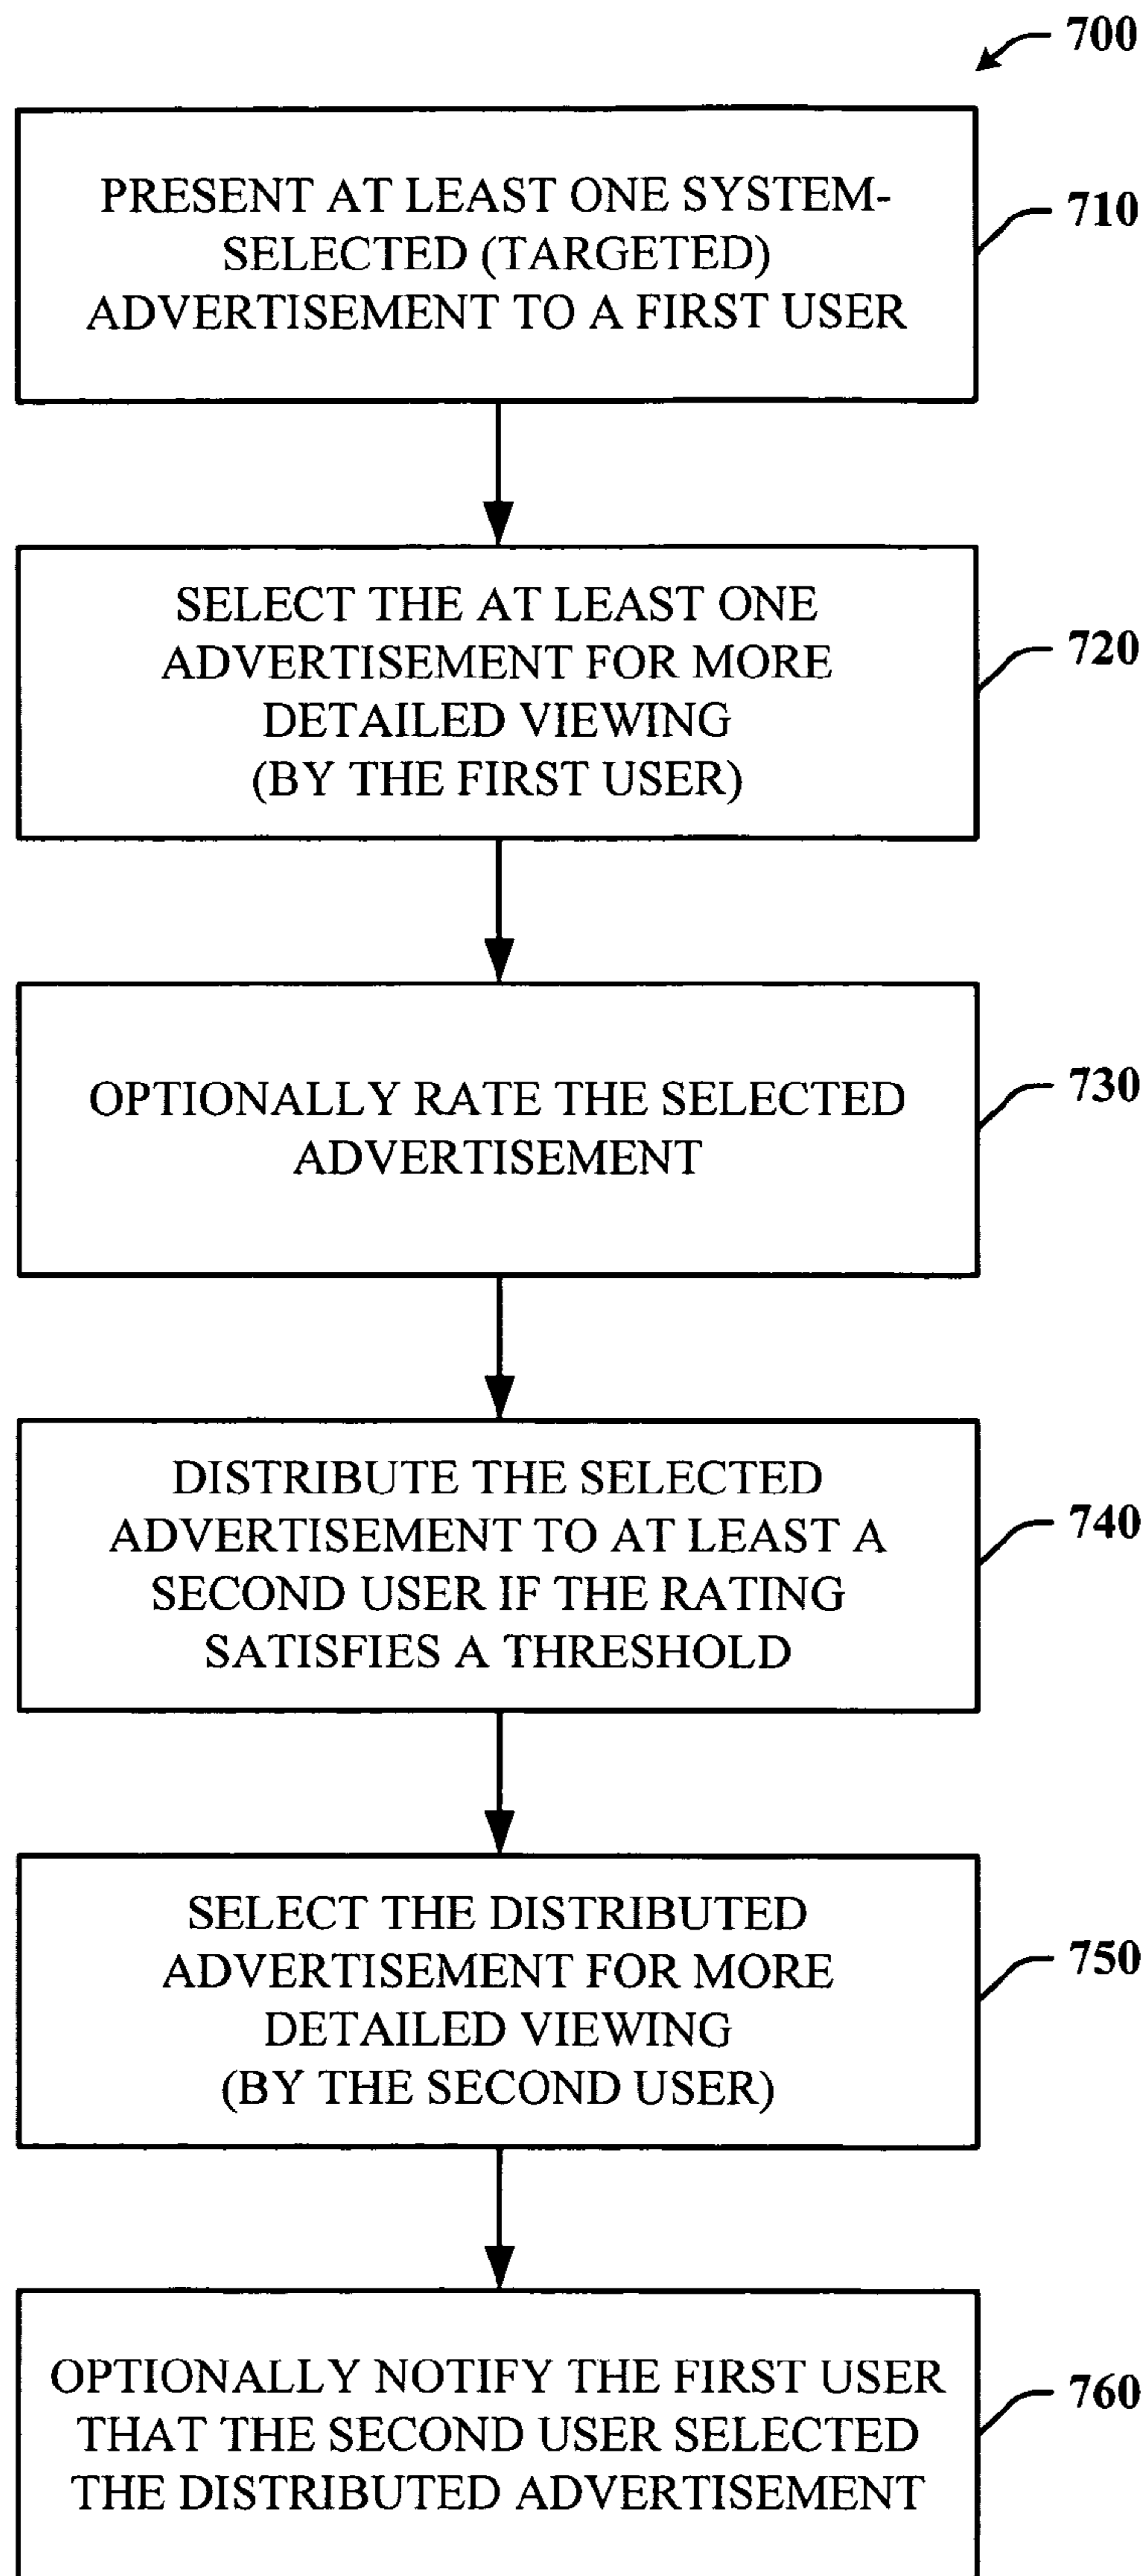 700
PRESENT AT LEAST ONE SYSTEM-
SELECTED (TARGETED)
ADVERTISEMENT TO A FIRST USER
710
SELECT THE AT LEAST ONE
ADVERTISEMENT FOR MORE
DETAILED VIEWING
(BY THE FIRST USER)
720
OPTIONALLY RATE THE SELECTED
ADVERTISEMENT
730
DISTRIBUTE THE SELECTED
ADVERTISEMENT TO AT LEAST A
SECOND USER IF THE RATING
SATISFIES A THRESHOLD
740
SELECT THE DISTRIBUTED
ADVERTISEMENT FOR MORE
DETAILED VIEWING
(BY THE SECOND USER)
750
OPTIONALLY NOTIFY THE FIRST USER
THAT THE SECOND USER SELECTED
THE DISTRIBUTED ADVERTISEMENT
760